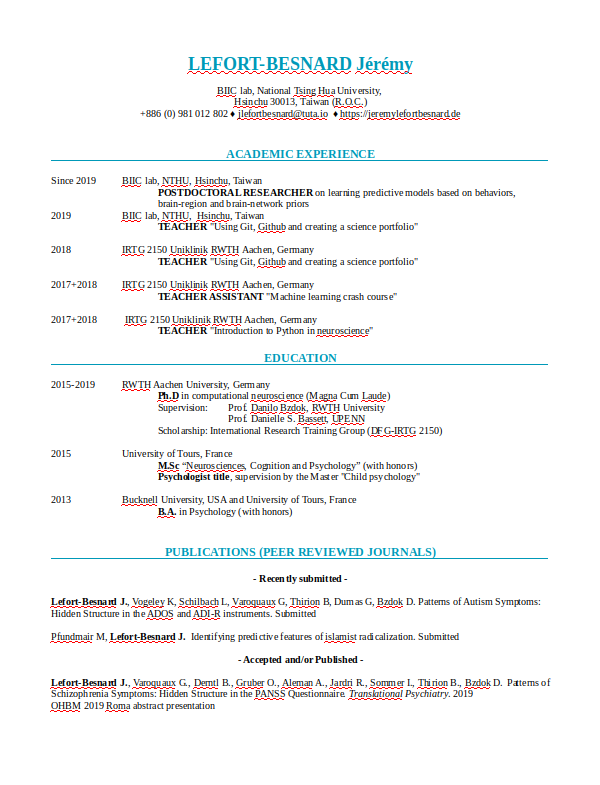 LEFORT-BESNARD Jérémy
BIIC lab, National Tsing Hua University,
Hsinchu 30013, Taiwan (R.O.C.)
+886 (0) 981 012 802 ♦ jlefortbesnard@tuta.io ♦ https://jeremylefortbesnard.de
ACADEMIC EXPERIENCE
Since 2019 BIIC lab, NTHU, Hsinchu, Taiwan
POSTDOCTORAL RESEARCHER on learning predictive models based on behaviors,
brain-region and brain-network priors
2019 BIIC lab, NTHU, Hsinchu, Taiwan
TEACHER "Using Git, Github and creating a science portfolio"
2018 IRTG 2150 Uniklinik RWTH Aachen, Germany
TEACHER "Using Git, Github and creating a science portfolio"
2017+2018 IRTG 2150 Uniklinik RWTH Aachen, Germany
TEACHER ASSISTANT "Machine learning crash course"
2017+2018 IRTG 2150 Uniklinik RWTH Aachen, Germany
TEACHER "Introduction to Python in neuroscience"
EDUCATION
2015-2019 RWTH Aachen University, Germany
Ph.D in computational neuroscience (Magna Cum Laude)
Supervision: Prof. Danilo Bzdok, RWTH University
Prof. Danielle S. Bassett, UPENN
Scholarship: International Research Training Group (DFG-IRTG 2150)
2015 University of Tours, France
M.Sc “Neurosciences, Cognition and Psychology” (with honors)
Psychologist title, supervision by the Master "Child psychology"
2013 Bucknell University, USA and University of Tours, France
B.A. in Psychology (with honors)
PUBLICATIONS (PEER REVIEWED JOURNALS)
- Recently submitted -
Lefort-Besnard J., Vogeley K, Schilbach L, Varoquaux G, Thirion B, Dumas G, Bzdok D. Patterns of Autism Symptoms:
Hidden Structure in the ADOS and ADI-R instruments. Submitted
Pfundmair M, Lefort-Besnard J. Identifying predictive features of islamist radicalization. Submitted
- Accepted and/or Published -
Lefort-Besnard J., Varoquaux G., Derntl B., Gruber O., Aleman A., Jardri R., Sommer I., Thirion B., Bzdok D. Patterns of
Schizophrenia Symptoms: Hidden Structure in the PANSS Questionnaire. Translational Psychiatry. 2019
OHBM 2019 Roma abstract presentation